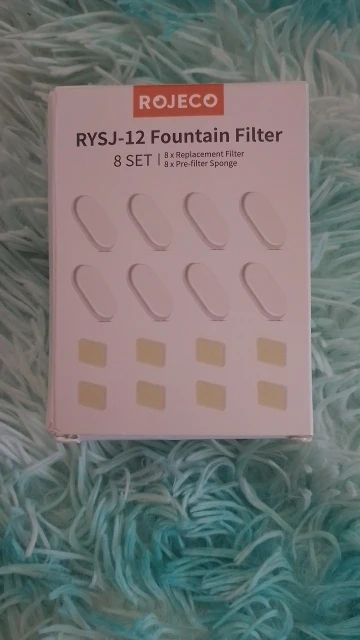 ROJECO
RYSJ-12 Fountain Filter
8 SET | 8 x Replacement Filter
8 x Pre-filter Sponge